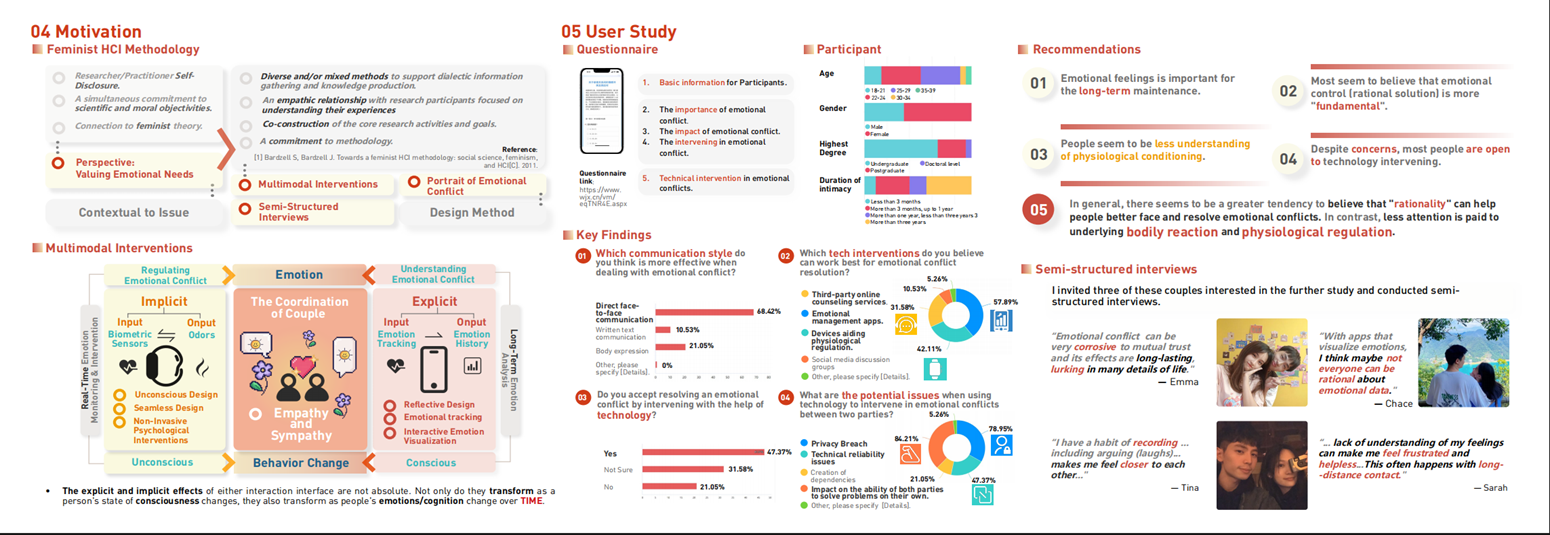 04 Motivation
Feminist HCI Methodology
Researcher/Practitioner Self-
Disclosure.
A simultaneous commitment to
scientific and moral objectivities.
Connection to feminist theory.
Diverse and/or mixed methods to support dialectic information
gathering and knowledge production.
An empathic relationship with research participants focused on
understanding their experiences
Co-construction of the core research activities and goals.
A commitment to methodology.
Reference:
[1] Bardzell S, Bardzell J. Towards a feminist HCI methodology: social science, feminism,
and HCI[C]. 2011.
Perspective:
Valuing Emotional Needs
Multimodal Interventions
Portrait of Emotional
Conflict
Semi-Structured
Interviews
Contextual to Issue
Design Method
Multimodal Interventions
Regulating
Emotional Conflict
Emotion
Understanding
Emotional Conflict
Real-Time Emotion
Monitoring & Intervention
Implicit
Input
Onput
Biometric
Sensors
Odors
Unconscious Design
Seamless Design
Non-Invasive
Psychological
Interventions
The Coordination
of Couple
Empathy
and
Sympathy
Explicit
Input
Onput
Emotion
Tracking
Emotion
History
Reflective Design
Emotional tracking
Interactive Emotion
Visualization
Long-Term Emotion
Analysis
Unconscious
Behavior Change
Conscious
• The explicit and implicit effects of either interaction interface are not absolute. Not only do they transform as a
person's state of consciousness changes, they also transform as people's emotions/cognition change over TIME.
05 User Study
Questionnaire
Questionnaire
link:
https://www.
wjx.cn/vm/
eqTNR4E.aspx
1. Basic information for Participants.
2. The importance of emotional
conflict.
3. The impact of emotional conflict.
4. The intervening in emotional
conflict.
5. Technical intervention in emotional
conflicts.
Participant
Age
18-21 25-29 35-39
22-24 30-34
Gender
Male
Female
Highest
Degree
Undergraduate Doctoral level
Postgraduate
Duration of
intimacy
Less than 3 months
More than 3 months, up to 1 year
More than one year, less than three years 3
More than three years
Key Findings
01 Which communication style do
you think is more effective when
dealing with emotional conflict?
Direct face-
to-face
communication
68.42%
Written text
communication
10.53%
Body expression
21.05%
Other, please
specify [Details].
0%
02 Which tech interventions do you believe
can work best for emotional conflict
resolution?
Third-party online
counseling services.
Emotional
management apps.
Devices aiding
physiological
regulation.
Social media discussion
groups
Other, please specify [Details].
5.26%
10.53%
31.58%
57.89%
42.11%
03 Do you accept resolving an emotional
conflict by intervening with the help of
technology?
Yes
47.37%
Not Sure
31.58%
No
21.05%
04 What are the potential issues when using
technology to intervene in emotional conflicts
between two parties?
Privacy Breach
Technical reliability
issues
Creation of
dependencies
Impact on the ability of both parties
to solve problems on their own.
Other, please specify [Details].
5.26%
84.21%
78.95%
21.05%
47.37%
Recommendations
01 Emotional feelings is important for
the long-term maintenance.
02 Most seem to believe that emotional
control (rational solution) is more
"fundamental".
03 People seem to be less understanding
of physiological conditioning.
04 Despite concerns, most people are open
to technology intervening.
05 In general, there seems to be a greater tendency to believe that "rationality" can help
people better face and resolve emotional conflicts. In contrast, less attention is paid to
underlying bodily reaction and physiological regulation.
Semi-structured interviews
I invited three of these couples interested in the further study and conducted semi-
structured interviews.
"Emotional conflict can be
very corrosive to mutual trust
and its effects are long-lasting,
lurking in many details of life."
— Emma
"With apps that
visualize emotions,
I think maybe not
everyone can be
rational about
emotional data."
— Chace
"I have a habit of recording ...
including arguing (laughs)...
makes me feel closer to each
other..."
— Tina
"... lack of understanding of my feelings
can make me feel frustrated and
helpless...This often happens with long-
-distance contact."
— Sarah